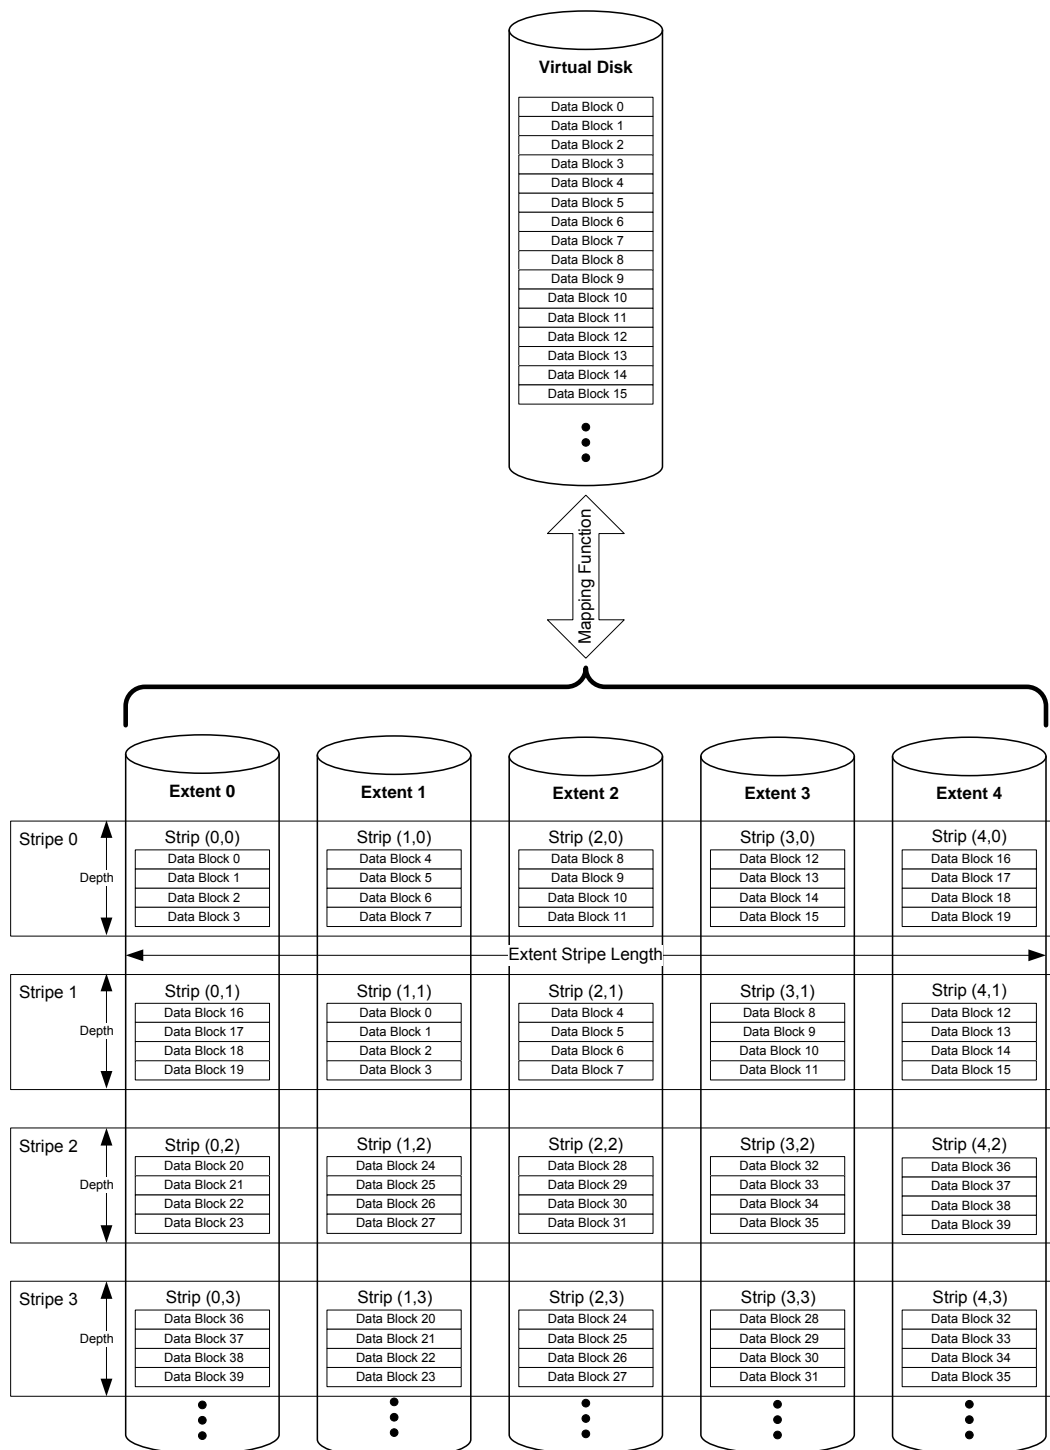 Virtual Disk
Data Block 0
Data Block 1
Data Block 2
Data Block 3
Data Block 4
Data Block 5
Data Block 6
Data Block 7
Data Block 8
Data Block 9
Data Block 10
Data Block 11
Data Block 12
Data Block 13
Data Block 14
Data Block 15
Mapping Function
Extent 0
Extent 1
Extent 2
Extent 3
Extent 4
Stripe 0
Depth
Strip (0,0)
Data Block 0
Data Block 1
Data Block 2
Data Block 3
Strip (1,0)
Data Block 4
Data Block 5
Data Block 6
Data Block 7
Strip (2,0)
Data Block 8
Data Block 9
Data Block 10
Data Block 11
Strip (3,0)
Data Block 12
Data Block 13
Data Block 14
Data Block 15
Strip (4,0)
Data Block 16
Data Block 17
Data Block 18
Data Block 19
Extent Stripe Length
Stripe 1
Depth
Strip (0,1)
Data Block 16
Data Block 17
Data Block 18
Data Block 19
Strip (1,1)
Data Block 0
Data Block 1
Data Block 2
Data Block 3
Strip (2,1)
Data Block 4
Data Block 5
Data Block 6
Data Block 7
Strip (3,1)
Data Block 8
Data Block 9
Data Block 10
Data Block 11
Strip (4,1)
Data Block 12
Data Block 13
Data Block 14
Data Block 15
Stripe 2
Depth
Strip (0,2)
Data Block 20
Data Block 21
Data Block 22
Data Block 23
Strip (1,2)
Data Block 24
Data Block 25
Data Block 26
Data Block 27
Strip (2,2)
Data Block 28
Data Block 29
Data Block 30
Data Block 31
Strip (3,2)
Data Block 32
Data Block 33
Data Block 34
Data Block 35
Strip (4,2)
Data Block 36
Data Block 37
Data Block 38
Data Block 39
Stripe 3
Depth
Strip (0,3)
Data Block 36
Data Block 37
Data Block 38
Data Block 39
Strip (1,3)
Data Block 20
Data Block 21
Data Block 22
Data Block 23
Strip (2,3)
Data Block 24
Data Block 25
Data Block 26
Data Block 27
Strip (3,3)
Data Block 28
Data Block 29
Data Block 30
Data Block 31
Strip (4,3)
Data Block 32
Data Block 33
Data Block 34
Data Block 35